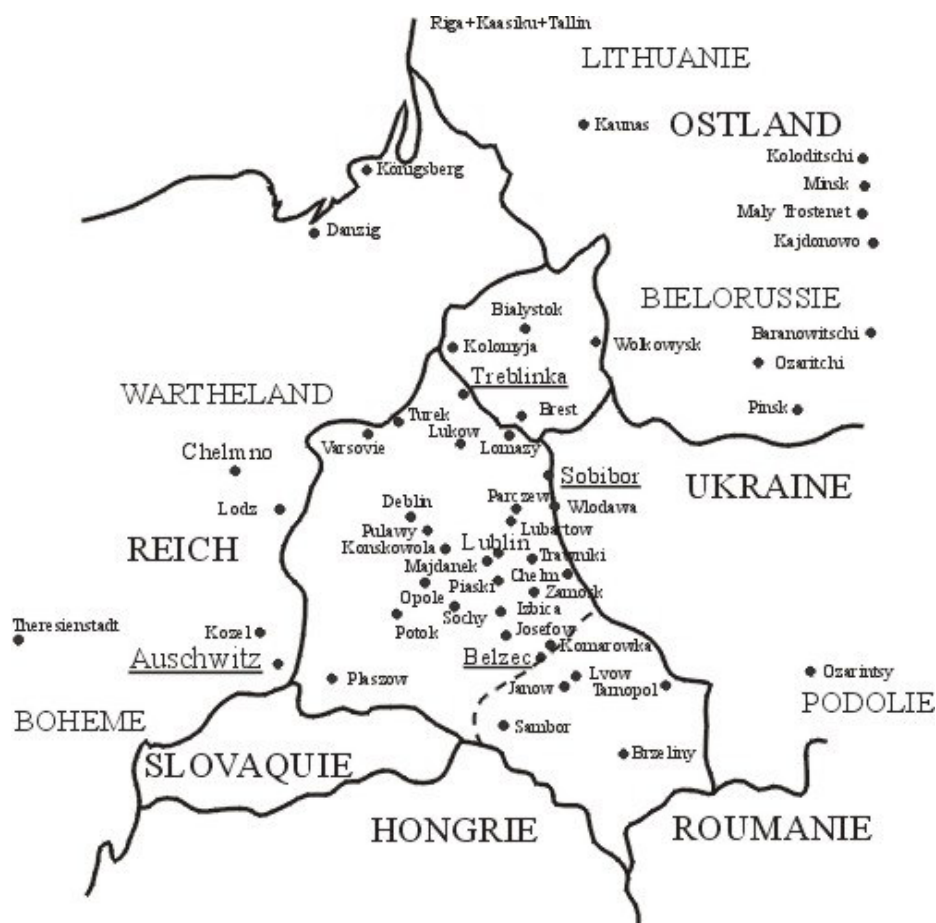 Riga+Kaasiku+Tallin
LITHUANIE
Kaunas
OSTLAND
Koloditschi
Königsberg
Minsk
Maly Trostenet
Danzig
Kajdonowo
BIELORUSSIE
Bialystok
Baranowitschi
Kolomyja
Wolkowysk
Ozaritchi
Treblinka
WARTHELAND
Pinsk
Turek
Brest
Varsovie
Lukow
Lomazy
Chelmno
Sobibor
UKRAINE
Lodz
Deblin
Parczew
Wlodawa
Pulawy
Lubartow
REICH
Konskowola
Lublin
Trawniki
Majdanek
Chelm
Opole
Piaski
Zamosk
Theresienstadt
Kozel
Potok
Sochy
Izbica
Josefow
Komarowka
Auschwitz
Belzec
Plaszow
Janow
Lvow
Tarnopol
Ozarintsy
PODOLIE
BOHEME
Sambor
SLOVAQUIE
Brzeliny
HONGRIE
ROUMANIE